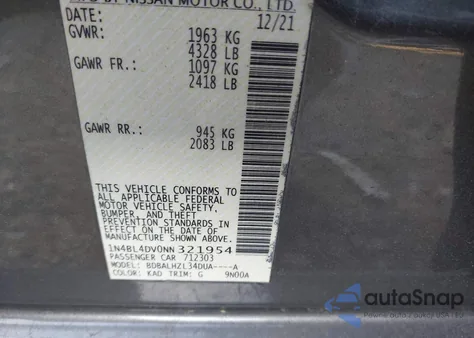 MFD BY NISSAN MOTOR CO., LTD.
DATE: 12/21
GVWR: 1963 KG
4328 LB
GAWR FR.: 1097 KG
2418 LB
GAWR RR.: 945 KG
2083 LB
THIS VEHICLE CONFORMS TO
ALL APPLICABLE FEDERAL
MOTOR VEHICLE SAFETY,
BUMPER, AND THEFT
PREVENTION STANDARDS IN
EFFECT ON THE DATE OF
MANUFACTURE SHOWN ABOVE.
1N4BL4DV0NN321954
PASSENGER CAR 712303
MODEL: BDBALHZL34DUA----A
COLOR: KAD TRIM: G 9N00A
autoSnap